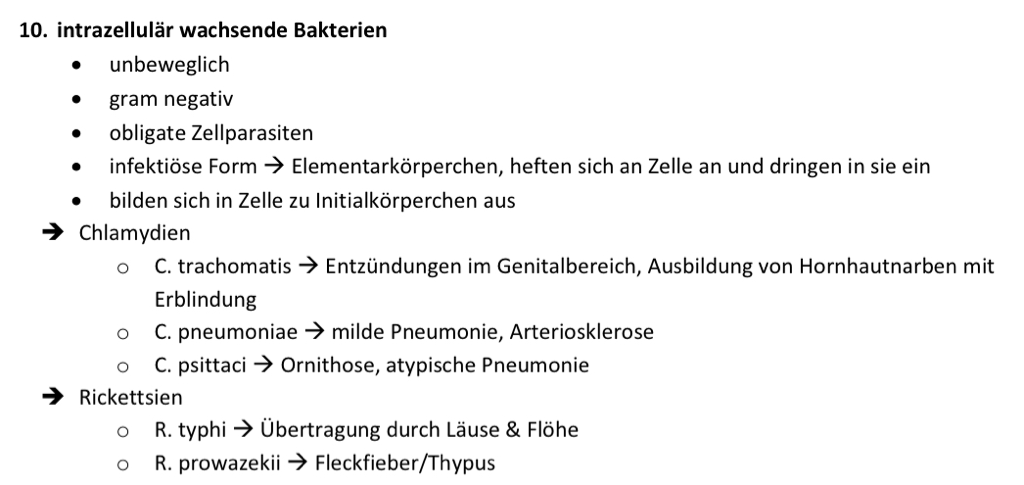 10. intrazellulär wachsende Bakterien
• unbeweglich
• gram negativ
• obligate Zellparasiten
• infektiöse Form → Elementarkörperchen, heften sich an Zelle an und dringen in sie ein
• bilden sich in Zelle zu Initialkörperchen aus
➔ Chlamydien
o C. trachomatis → Entzündungen im Genitalbereich, Ausbildung von Hornhautnarben mit
Erblindung
o C. pneumoniae → milde Pneumonie, Arteriosklerose
o C. psittaci → Ornithose, atypische Pneumonie
➔ Rickettsien
o R. typhi → Übertragung durch Läuse & Flöhe
o R. prowazekii → Fleckfieber/Thypus